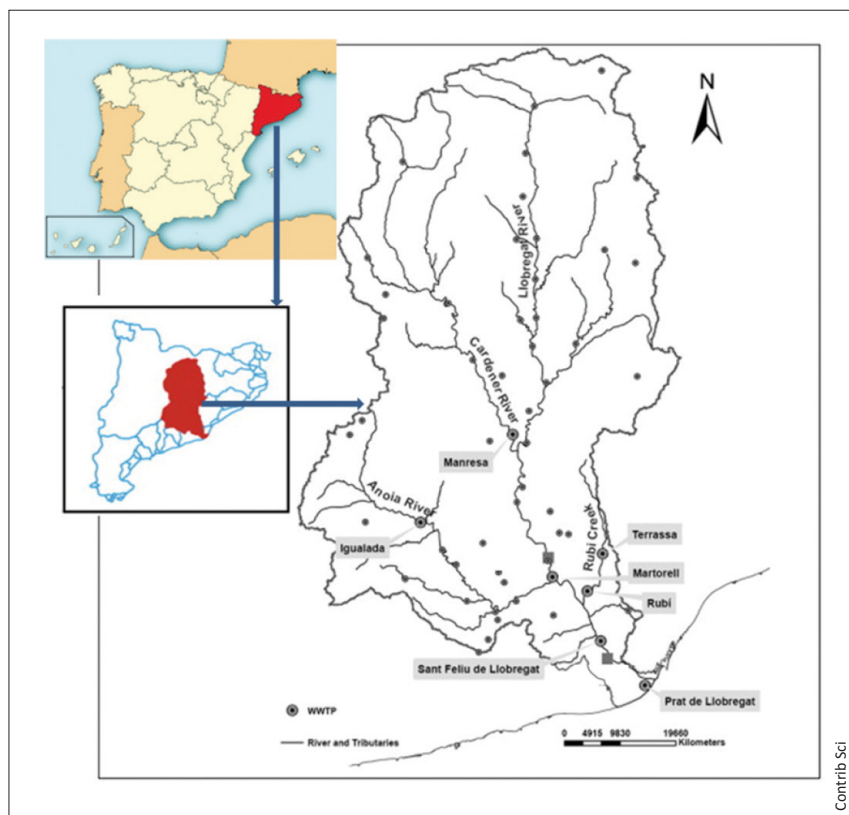 N
Llobregat River
Cardener River
Manresa
Anoia River
Igualada
Rubí Creek
Terrassa
Martorell
Rubí
Sant Feliu de Llobregat
Prat de Llobregat
WWTP
River and Tributaries
0 4915 9830 19660
Kilometers
Contrib Sci